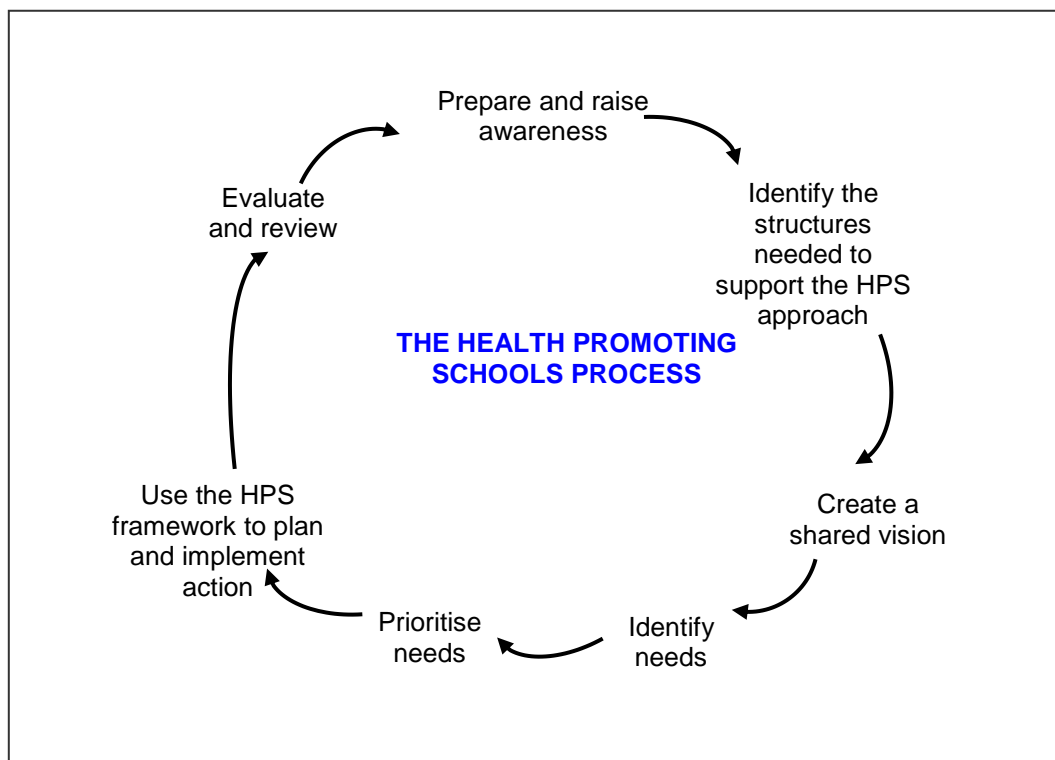 Prepare and raise
awareness
Identify the
structures
needed to
support the HPS
approach
Create a
shared vision
Identify
needs
Prioritise
needs
Use the HPS
framework to plan
and implement
action
Evaluate
and review
THE HEALTH PROMOTING
SCHOOLS PROCESS